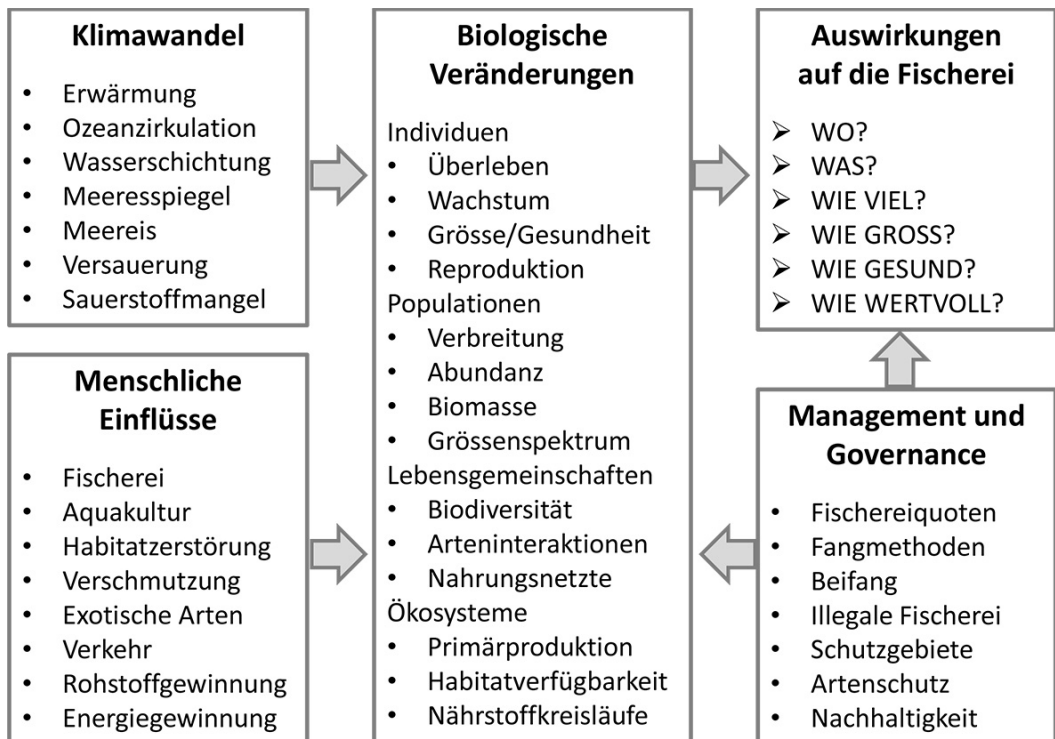 Klimawandel
• Erwärmung
• Ozeanzirkulation
• Wasserschichtung
• Meeresspiegel
• Meereis
• Versauerung
• Sauerstoffmangel
Menschliche
Einflüsse
• Fischerei
• Aquakultur
• Habitatzerstörung
• Verschmutzung
• Exotische Arten
• Verkehr
• Rohstoffgewinnung
• Energiegewinnung
Biologische
Veränderungen
Individuen
• Überleben
• Wachstum
• Grösse/Gesundheit
• Reproduktion
Populationen
• Verbreitung
• Abundanz
• Biomasse
• Grössenspektrum
Lebensgemeinschaften
• Biodiversität
• Arteninteraktionen
• Nahrungsnetzte
Ökosysteme
• Primärproduktion
• Habitatverfügbarkeit
• Nährstoffkreisläufe
Auswirkungen
auf die Fischerei
➢ WO?
➢ WAS?
➢ WIE VIEL?
➢ WIE GROSS?
➢ WIE GESUND?
➢ WIE WERTVOLL?
Management und
Governance
• Fischereiquoten
• Fangmethoden
• Beifang
• Illegale Fischerei
• Schutzgebiete
• Artenschutz
• Nachhaltigkeit